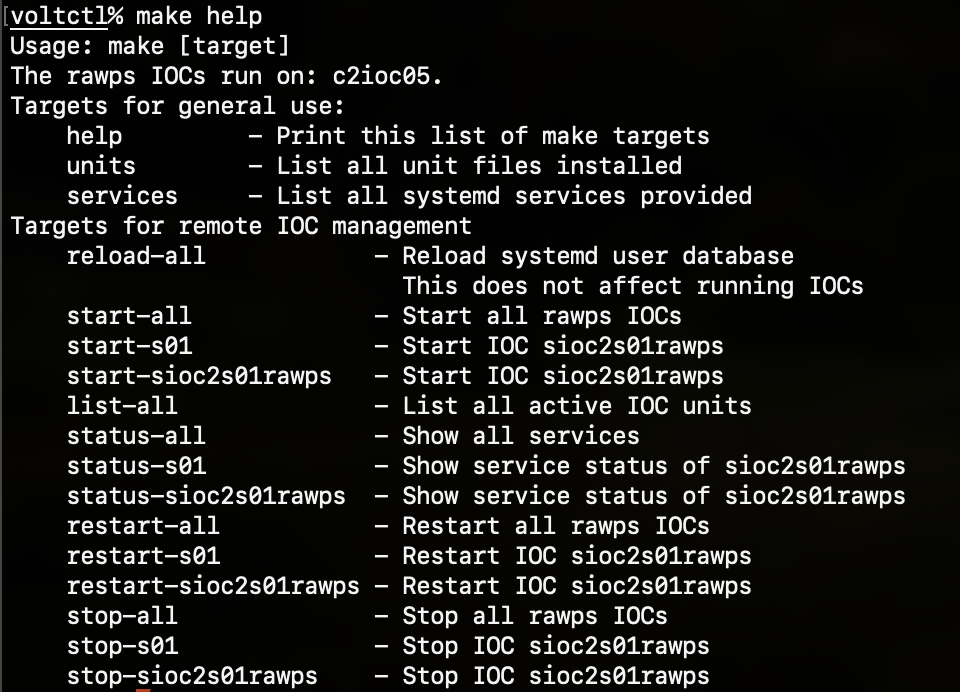 voltctl% make help
Usage: make [target]
The rawps IOCs run on: c2ioc05.
Targets for general use:
    help         – Print this list of make targets
    units        – List all unit files installed
    services     – List all systemd services provided
Targets for remote IOC management
    reload-all            – Reload systemd user database
                            This does not affect running IOCs
    start-all             – Start all rawps IOCs
    start-s01             – Start IOC sioc2s01rawps
    start-sioc2s01rawps   – Start IOC sioc2s01rawps
    list-all              – List all active IOC units
    status-all            – Show all services
    status-s01            – Show service status of sioc2s01rawps
    status-sioc2s01rawps  – Show service status of sioc2s01rawps
    restart-all           – Restart all rawps IOCs
    restart-s01           – Restart IOC sioc2s01rawps
    restart-sioc2s01rawps – Restart IOC sioc2s01rawps
    stop-all              – Stop all rawps IOCs
    stop-s01              – Stop IOC sioc2s01rawps
    stop-sioc2s01rawps    – Stop IOC sioc2s01rawps